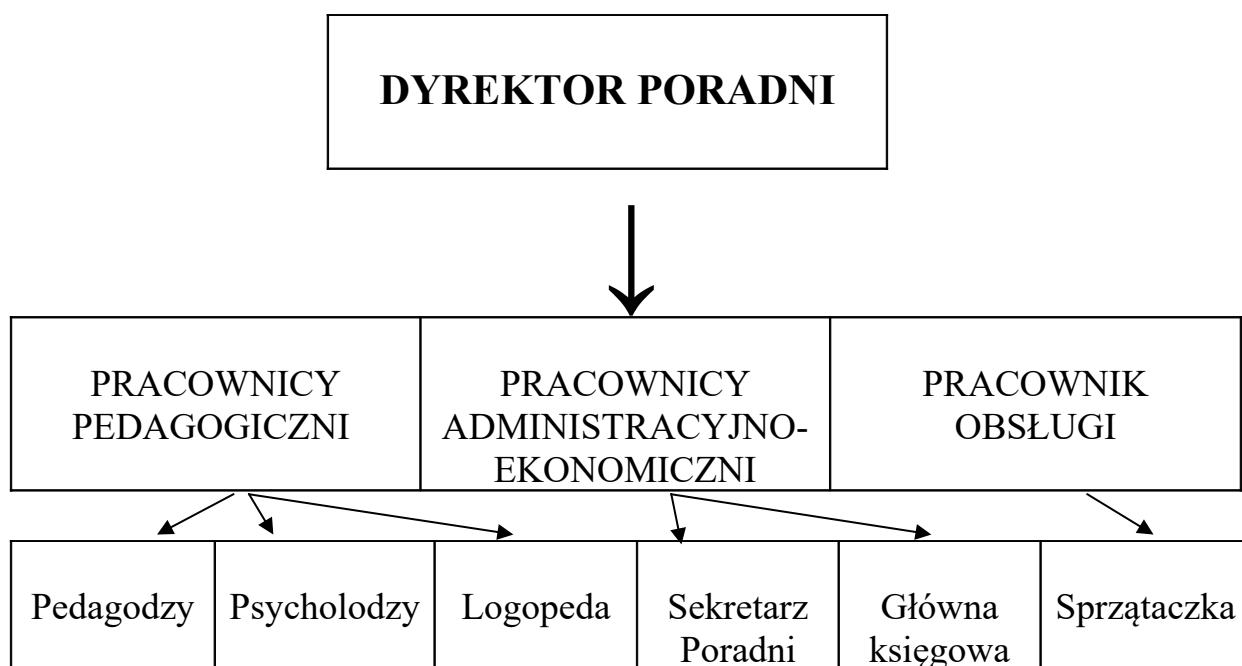 DYREKTOR PORADNI
PRACOWNICY
PEDAGOGICZNI
PRACOWNICY
ADMINISTRACYJNO-
EKONOMICZNI
PRACOWNIK
OBSŁUGI
Pedagodzy
Psycholodzy
Logopeda
Sekretarz
Poradni
Główna
księgowa
Sprzątaczka